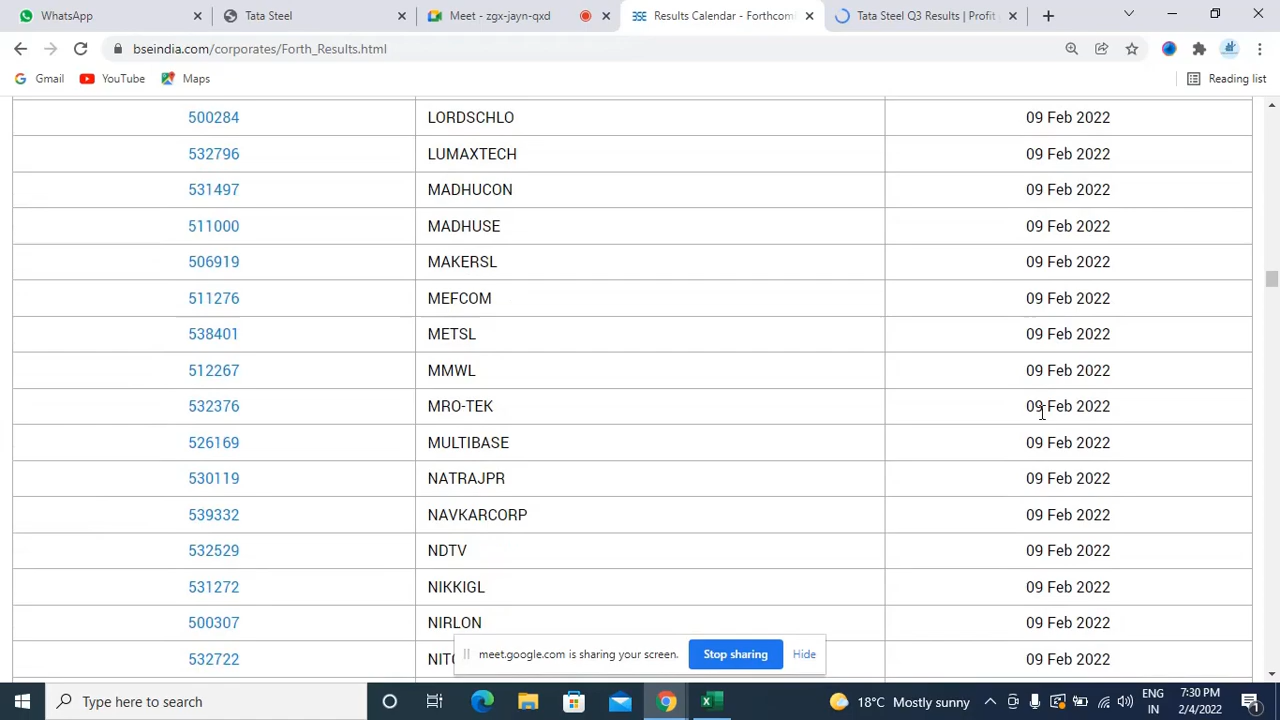 WhatsApp
Tata Steel
Meet - zgx-jayn-qxd
Results Calendar - Forthcom
Tata Steel Q3 Results | Profit
bseindia.com/corporates/Forth_Results.html
Gmail YouTube Maps Reading list
500284 LORDSCHLO 09 Feb 2022
532796 LUMAXTECH 09 Feb 2022
531497 MADHUCON 09 Feb 2022
511000 MADHUSE 09 Feb 2022
506919 MAKERSL 09 Feb 2022
511276 MEFCOM 09 Feb 2022
538401 METSL 09 Feb 2022
512267 MMWL 09 Feb 2022
532376 MRO-TEK 09 Feb 2022
526169 MULTIBASE 09 Feb 2022
530119 NATRAJPR 09 Feb 2022
539332 NAVKARCORP 09 Feb 2022
532529 NDTV 09 Feb 2022
531272 NIKKIGL 09 Feb 2022
500307 NIRLON 09 Feb 2022
532722 09 Feb 2022
meet.google.com is sharing your screen. Stop sharing Hide
Type here to search
18°C Mostly sunny
ENG
IN
7:30 PM
2/4/2022
1